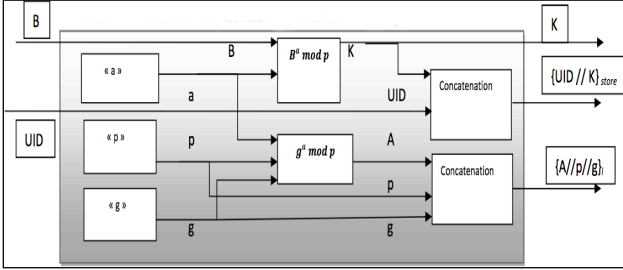 B
K
B
B^a mod p
K
« a »
Concatenation
{UID // K}store
a
UID
UID
« p »
p
g^a mod p
A
Concatenation
{A//p//g}i
p
« g »
g
g